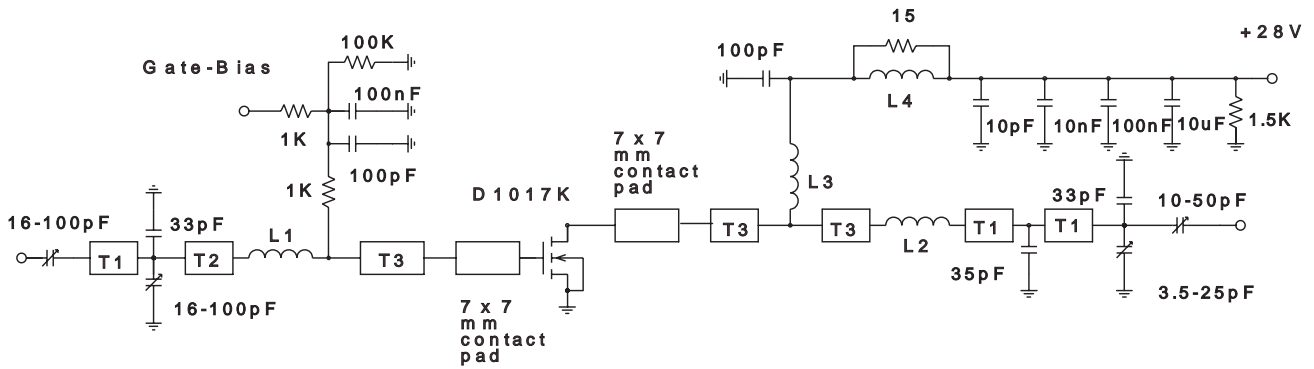 15
+28V
100K
100pF
Gate-Bias
L4
100nF
1K
10pF
10nF
100nF
10uF
1.5K
7 x 7
mm
contact
pad
100pF
1K
L3
D1017K
33pF
10-50pF
16-100pF
33pF
L1
T3
T3
L2
T1
T1
T1
T2
T3
35pF
3.5-25pF
16-100pF
7 x 7
mm
contact
pad